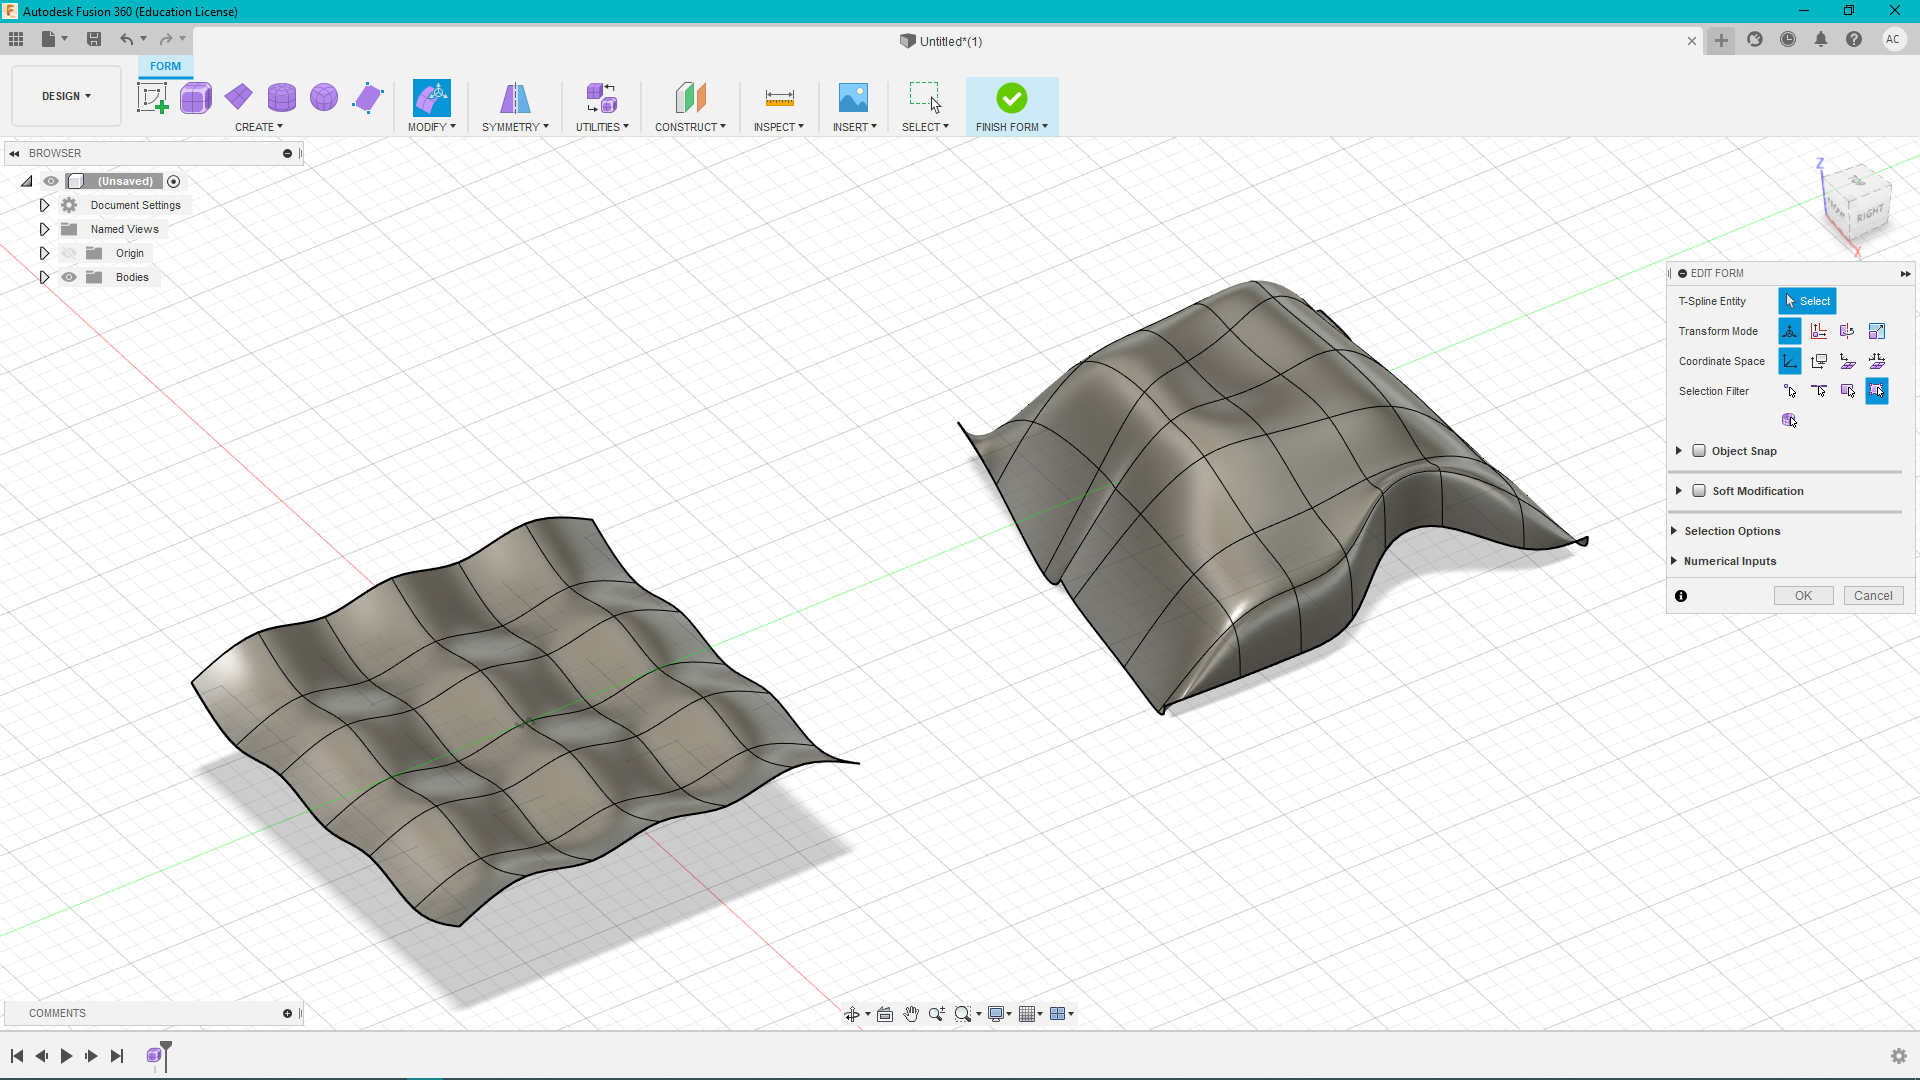 Autodesk Fusion 360 (Education License)
Untitled*(1)
AC
FORM
DESIGN
CREATE
MODIFY
SYMMETRY
UTILITIES
CONSTRUCT
INSPECT
INSERT
SELECT
FINISH FORM
BROWSER
(Unsaved)
Document Settings
Named Views
Origin
Bodies
Z
RIGHT
X
EDIT FORM
T-Spline Entity
Select
Transform Mode
Coordinate Space
Selection Filter
Object Snap
Soft Modification
Selection Options
Numerical Inputs
OK
Cancel
COMMENTS